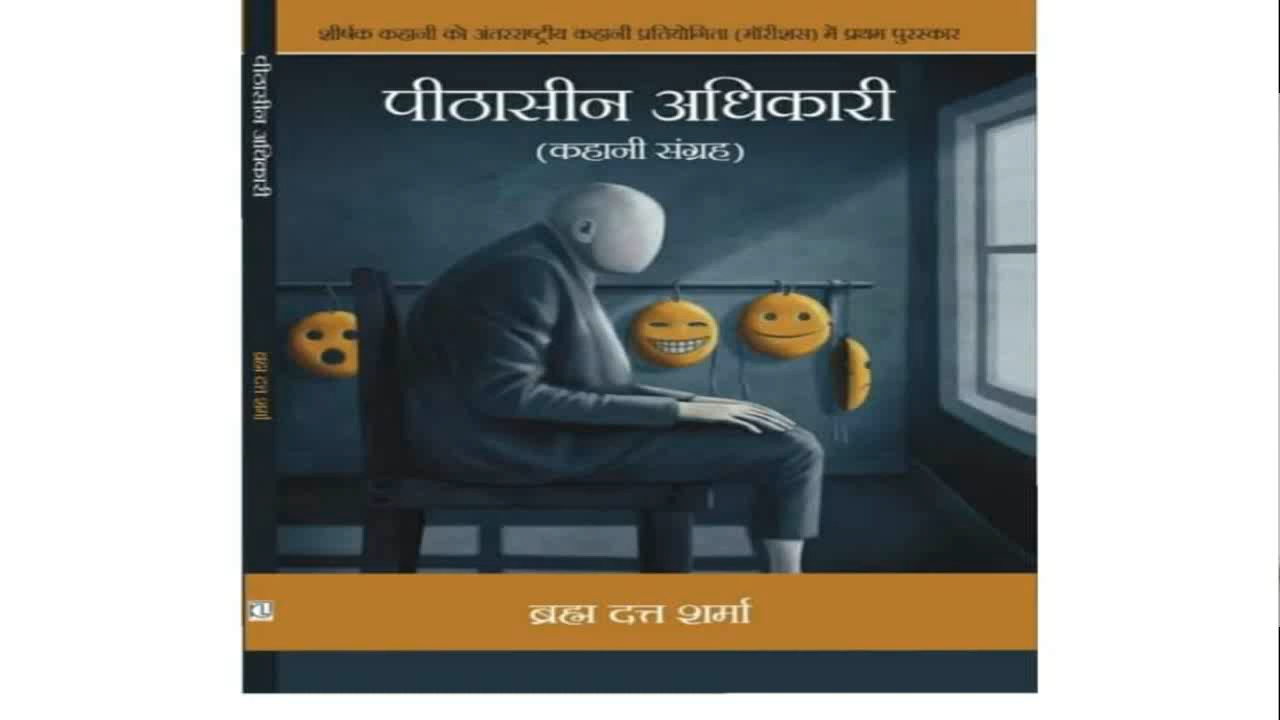 शीर्षक कहानी को अंतरराष्ट्रीय कहानी प्रतियोगिता (मॉरीशस) में प्रथम पुरस्कार
पीठासीन अधिकारी
(कहानी संग्रह)
ब्रह्म दत्त शर्मा
पीठासीन अधिकारी
ब्रह्म दत्त शर्मा